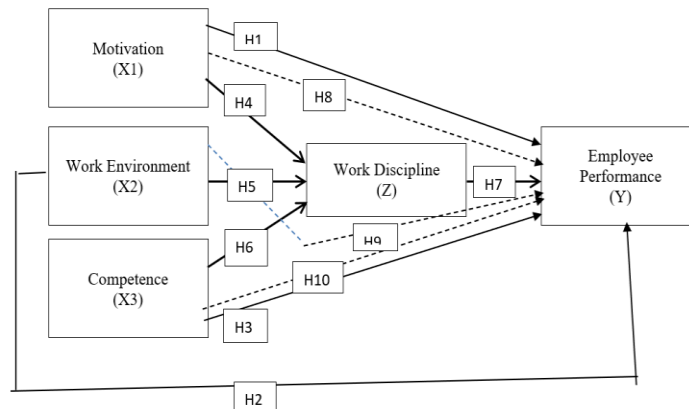 Motivation
(X1)
H1
H8
H4
Work Environment
(X2)
H5
Work Discipline
(Z)
H7
Employee
Performance
(Y)
H6
H9
Competence
(X3)
H10
H3
H2